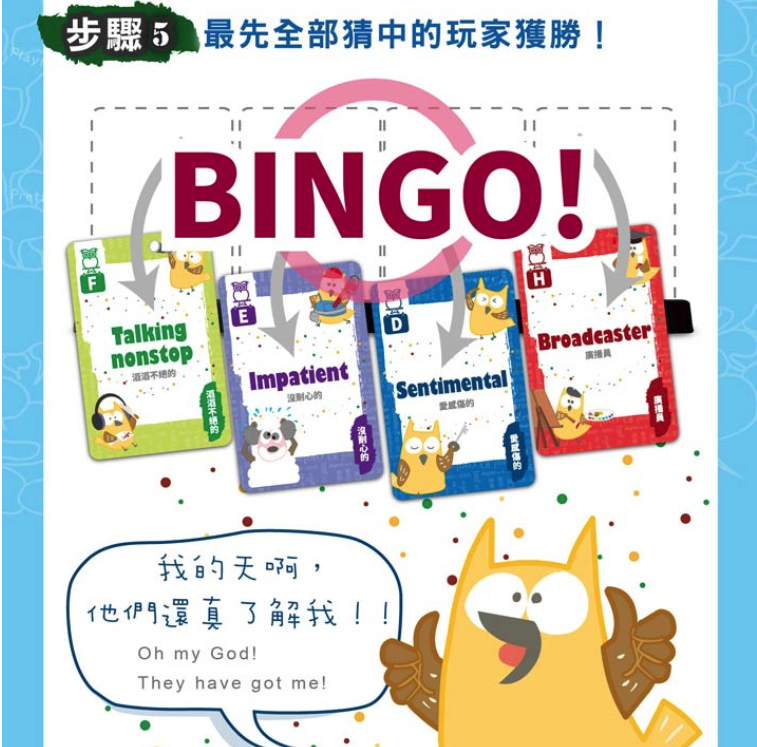 步驟 5 最先全部猜中的玩家獲勝！
BINGO!
F
Talking
nonstop
滔滔不絕的
滔滔不絕的
E
Impatient
沒耐心的
沒耐心的
D
Sentimental
愛感傷的
愛感傷的
H
Broadcaster
廣播員
廣播員
我的天啊，
他們還真了解我！！
Oh my God!
They have got me!